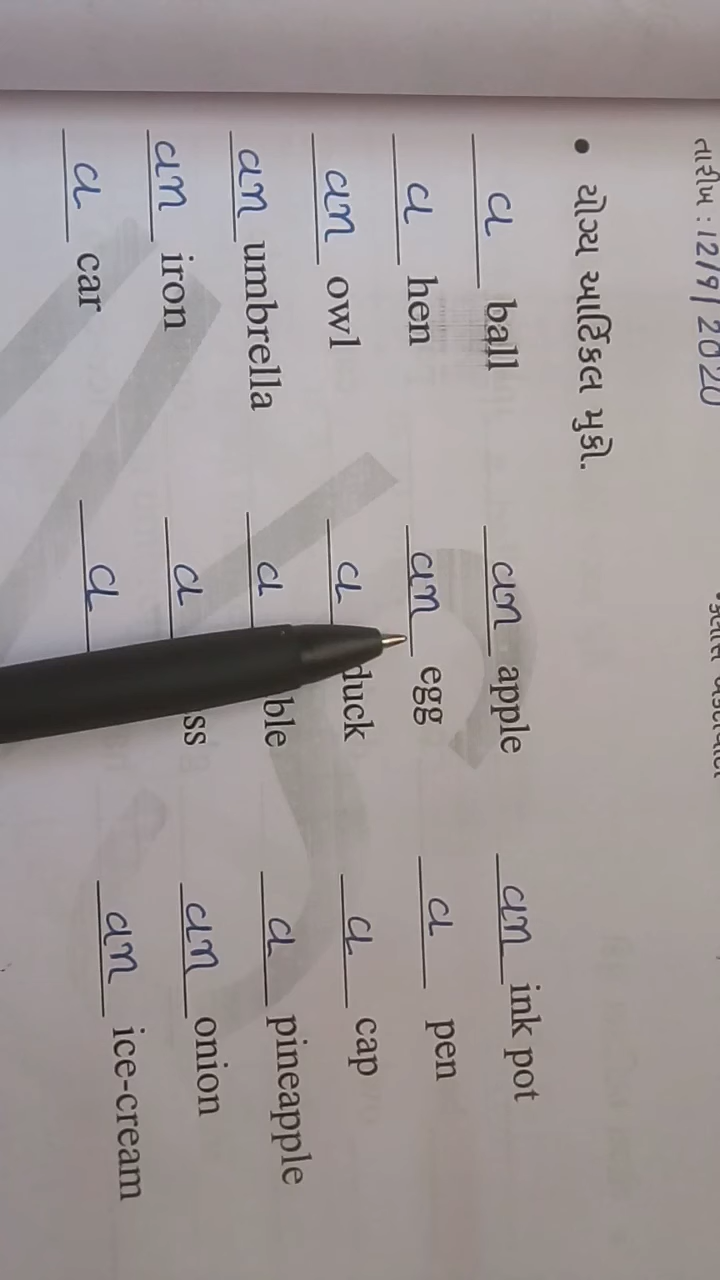 તારીખ : 12/9/2020
• યોગ્ય આર્ટિકલ મુકો.
a ball an apple an ink pot
a hen an egg a pen
an owl a duck a cap
an umbrella a ble a pineapple
an iron a ss an onion
a car a an ice-cream